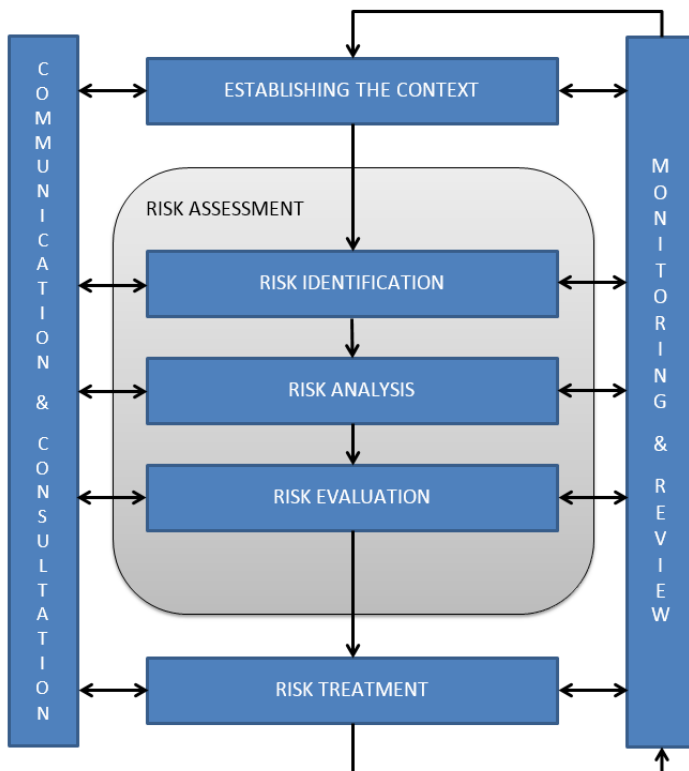 COMMUNICATION & CONSULTATION
ESTABLISHING THE CONTEXT
RISK ASSESSMENT
RISK IDENTIFICATION
RISK ANALYSIS
RISK EVALUATION
RISK TREATMENT
MONITORING & REVIEW